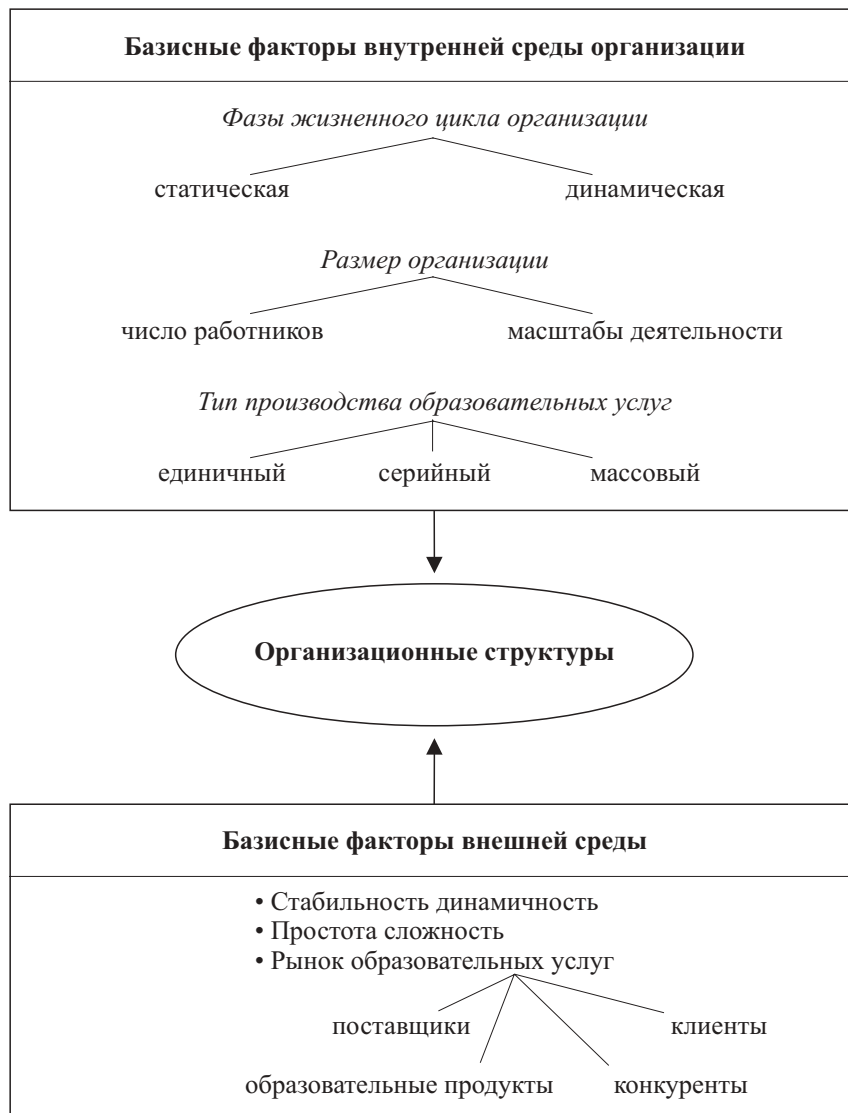 Базисные факторы внутренней среды организации
Фазы жизненного цикла организации
статическая динамическая
Размер организации
число работников масштабы деятельности
Тип производства образовательных услуг
единичный серийный массовый
Организационные структуры
Базисные факторы внешней среды
• Стабильность динамичность
• Простота сложность
• Рынок образовательных услуг
поставщики клиенты
образовательные продукты конкуренты